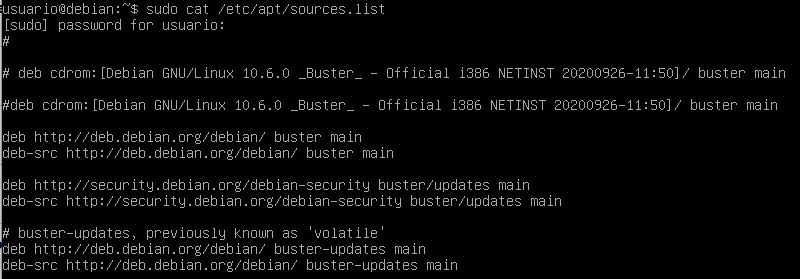 usuario@debian:~$ sudo cat /etc/apt/sources.list
[sudo] password for usuario:
#
# deb cdrom:[Debian GNU/Linux 10.6.0 _Buster_ - Official i386 NETINST 20200926-11:50]/ buster main
#deb cdrom:[Debian GNU/Linux 10.6.0 _Buster_ - Official i386 NETINST 20200926-11:50]/ buster main
deb http://deb.debian.org/debian/ buster main
deb-src http://deb.debian.org/debian/ buster main
deb http://security.debian.org/debian-security buster/updates main
deb-src http://security.debian.org/debian-security buster/updates main
# buster-updates, previously known as 'volatile'
deb http://deb.debian.org/debian/ buster-updates main
deb-src http://deb.debian.org/debian/ buster-updates main